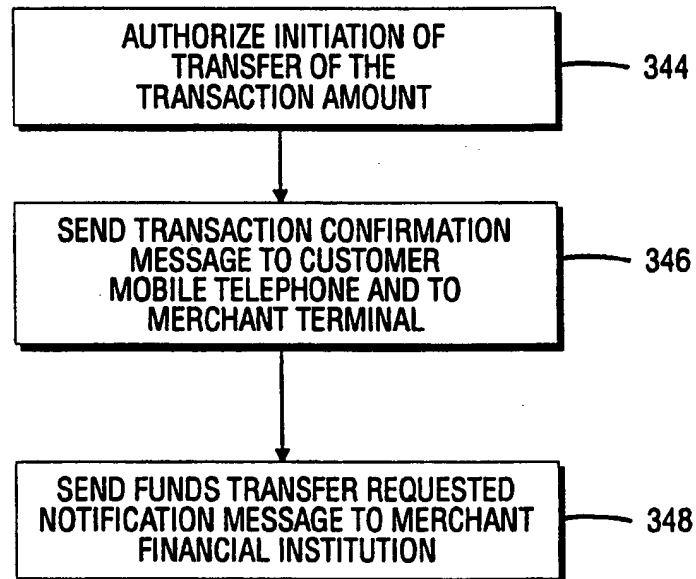 AUTHORIZE INITIATION OF
TRANSFER OF THE
TRANSACTION AMOUNT
344
SEND TRANSACTION CONFIRMATION
MESSAGE TO CUSTOMER
MOBILE TELEPHONE AND TO
MERCHANT TERMINAL
346
SEND FUNDS TRANSFER REQUESTED
NOTIFICATION MESSAGE TO MERCHANT
FINANCIAL INSTITUTION
348